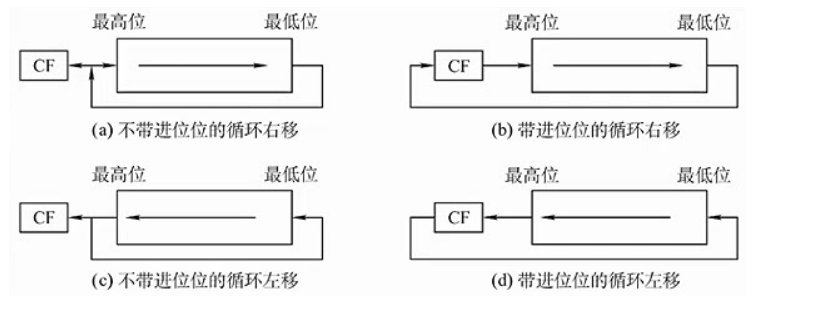 最高位 最低位 最高位 最低位
CF CF
(a) 不带进位位的循环右移 (b) 带进位位的循环右移
最高位 最低位 最高位 最低位
CF CF
(c) 不带进位位的循环左移 (d) 带进位位的循环左移